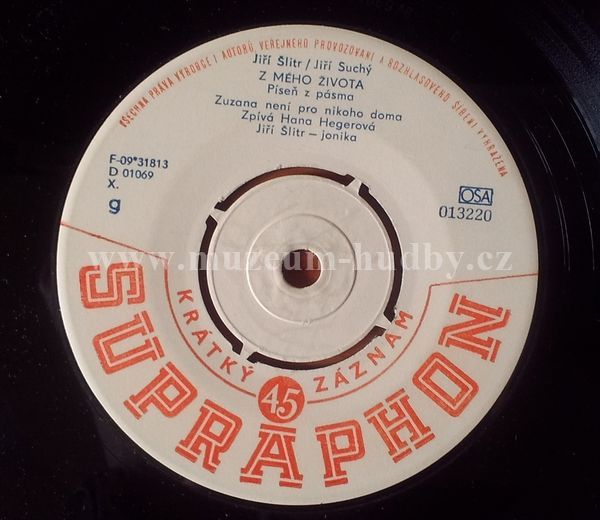 VŠECHNA PRÁVA VÝROBCE I AUTORŮ, VEŘEJNÉHO PROVOZOVÁNÍ A ROZHLASOVÉHO ŠÍŘENÍ VYHRAZENA
Jiří Šlitr / Jiří Suchý
Z MÉHO ŽIVOTA
Píseň z pásma
Zuzana není pro nikoho doma
Zpívá Hana Hegerová
Jiří Šlitr – jonika
F-09*31813
D 01069
X.
g
OSA
013220
www.muzeum-hudby.cz
KRÁTKÝ 45 ZÁZNAM
SUPRAPHON